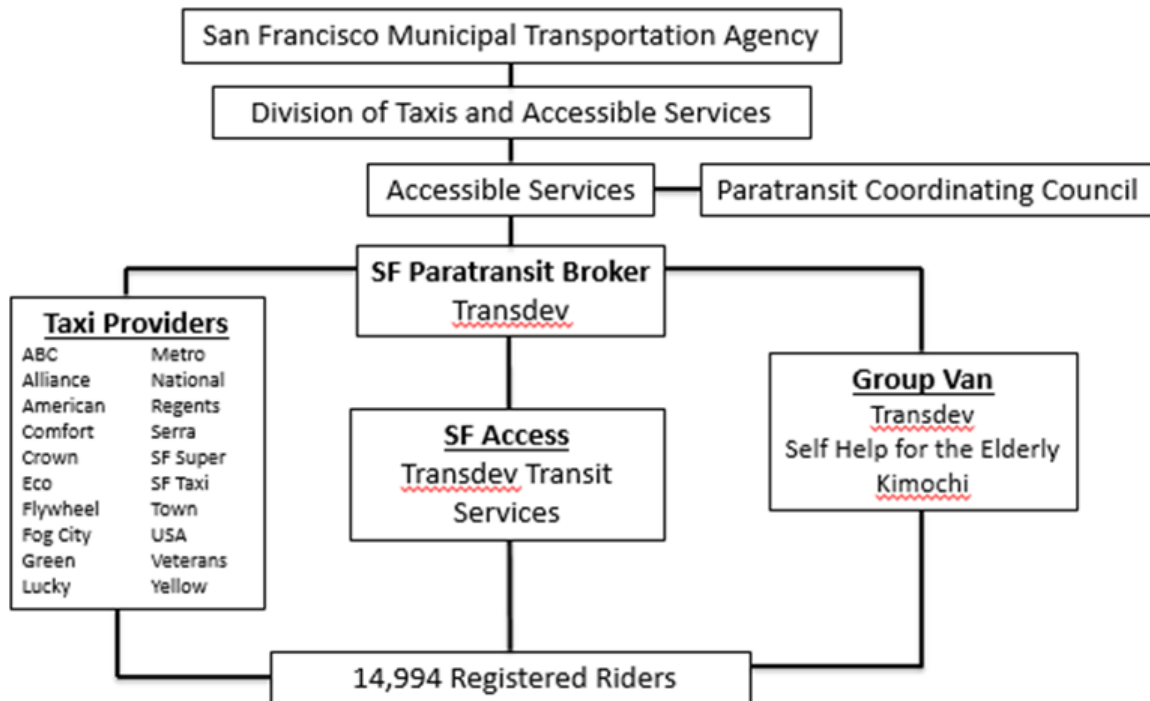 San Francisco Municipal Transportation Agency
Division of Taxis and Accessible Services
Accessible Services
Paratransit Coordinating Council
SF Paratransit Broker
Transdev
Taxi Providers
ABC Metro
Alliance National
American Regents
Comfort Serra
Crown SF Super
Eco SF Taxi
Flywheel Town
Fog City USA
Green Veterans
Lucky Yellow
SF Access
Transdev Transit
Services
Group Van
Transdev
Self Help for the Elderly
Kimochi
14,994 Registered Riders